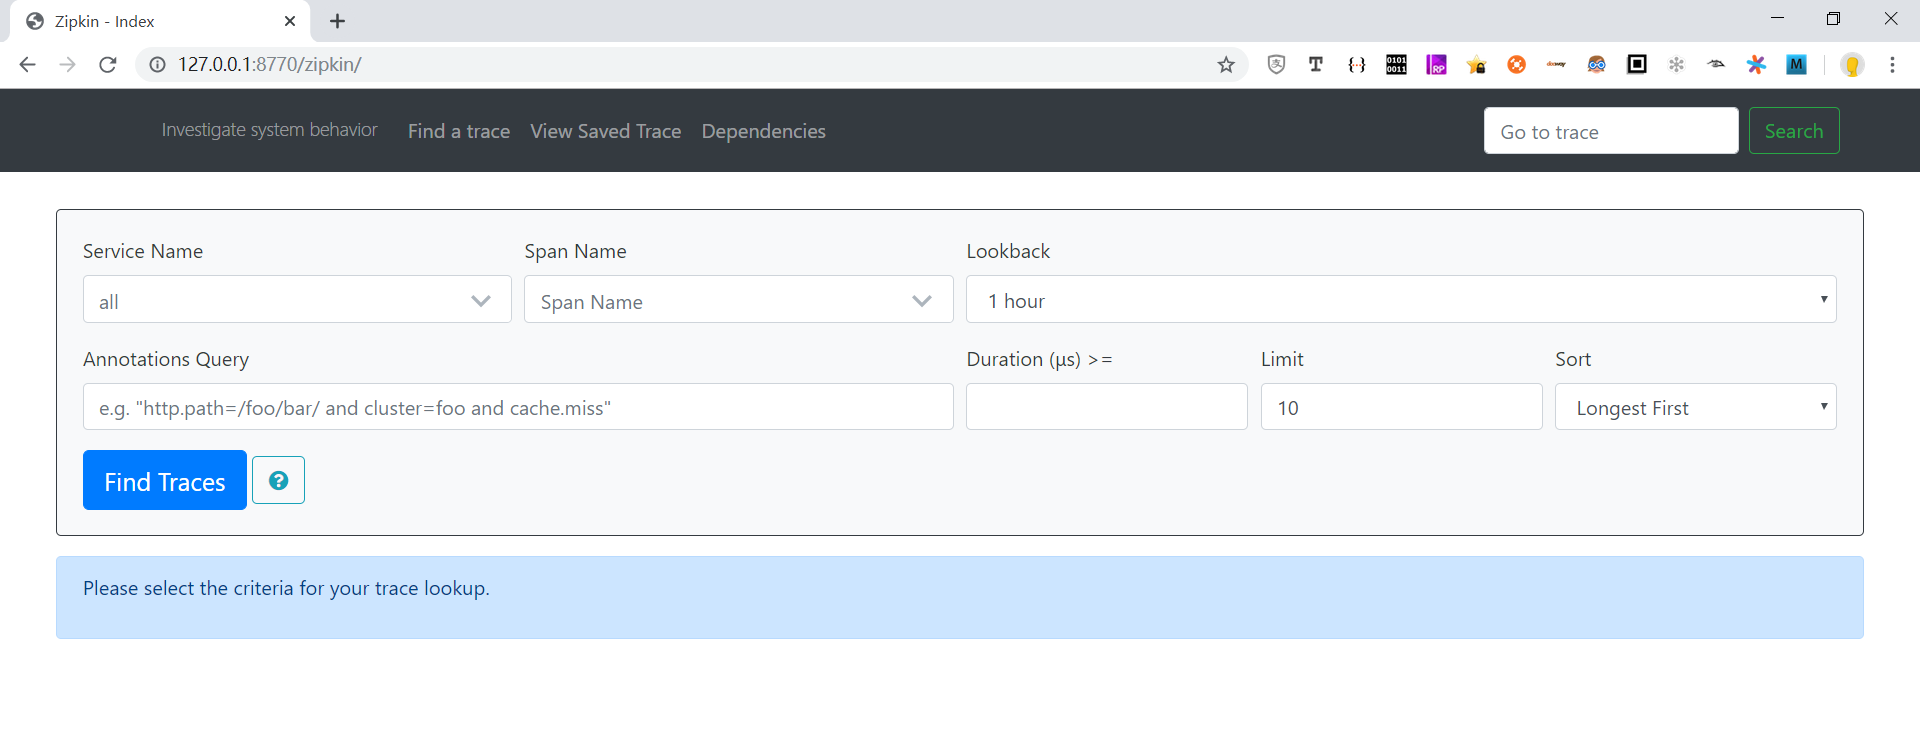 Zipkin - Index
127.0.0.1:8770/zipkin/
Investigate system behavior Find a trace View Saved Trace Dependencies Go to trace Search
Service Name Span Name Lookback
all Span Name 1 hour
Annotations Query Duration (μs) >= Limit Sort
e.g. "http.path=/foo/bar/ and cluster=foo and cache.miss" 10 Longest First
Find Traces ?
Please select the criteria for your trace lookup.